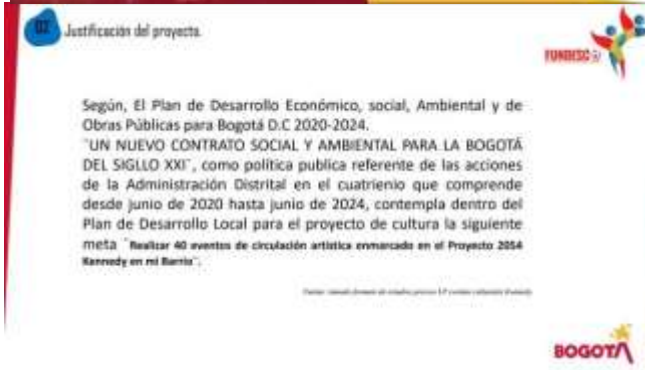 02 Justificación del proyecto.
FUNDESCO
Según, El Plan de Desarrollo Económico, social, Ambiental y de
Obras Públicas para Bogotá D.C 2020-2024.
¨UN NUEVO CONTRATO SOCIAL Y AMBIENTAL PARA LA BOGOTÁ
DEL SIGLLO XXI¨, como política publica referente de las acciones
de la Administración Distrital en el cuatrienio que comprende
desde junio de 2020 hasta junio de 2024, contempla dentro del
Plan de Desarrollo Local para el proyecto de cultura la siguiente
meta ¨Realizar 40 eventos de circulación artística enmarcado en el Proyecto 2054
Kennedy en mi Barrio¨.
BOGOTÁ